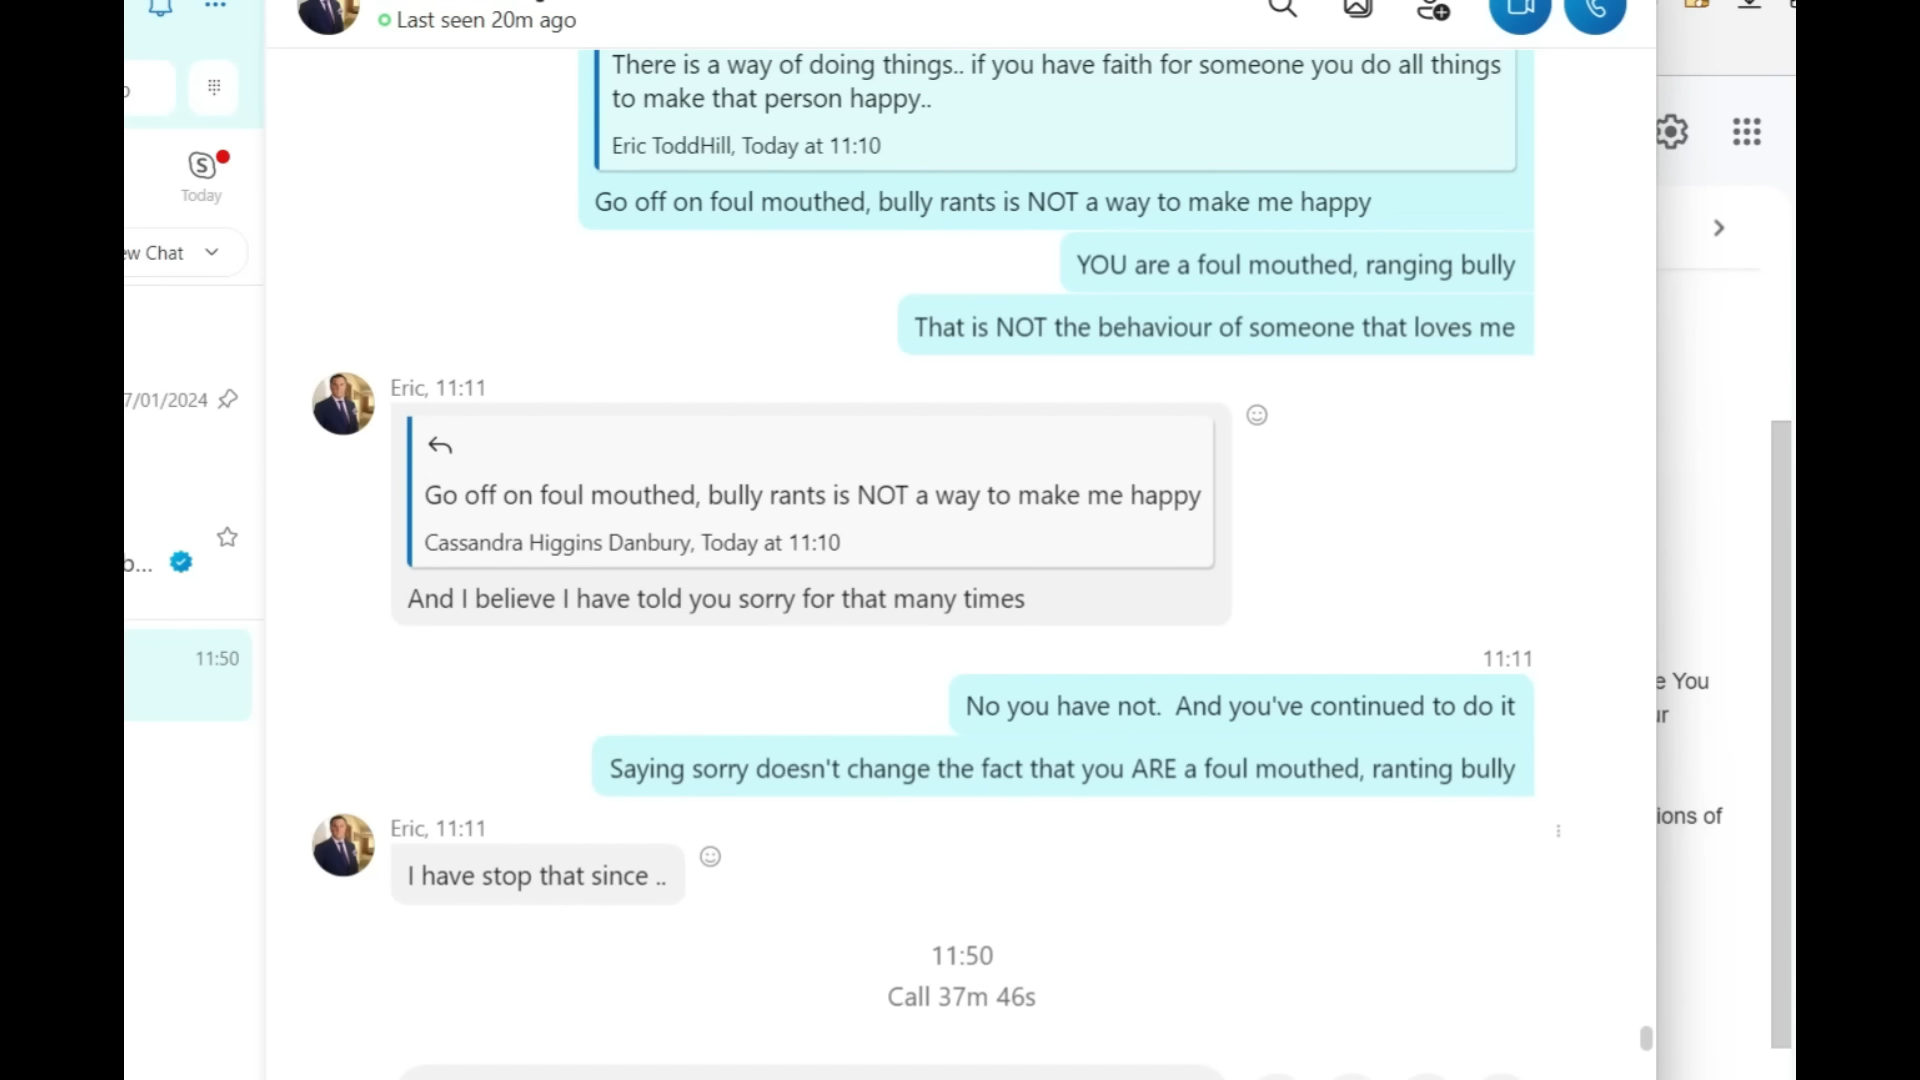 Last seen 20m ago
Today
ew Chat
7/01/2024
b...
11:50
There is a way of doing things.. if you have faith for someone you do all things
to make that person happy..
Eric ToddHill, Today at 11:10
Go off on foul mouthed, bully rants is NOT a way to make me happy
YOU are a foul mouthed, ranging bully
That is NOT the behaviour of someone that loves me
Eric, 11:11
Go off on foul mouthed, bully rants is NOT a way to make me happy
Cassandra Higgins Danbury, Today at 11:10
And I believe I have told you sorry for that many times
11:11
No you have not. And you've continued to do it
Saying sorry doesn't change the fact that you ARE a foul mouthed, ranting bully
Eric, 11:11
I have stop that since ..
11:50
Call 37m 46s
e You
ur
ions of